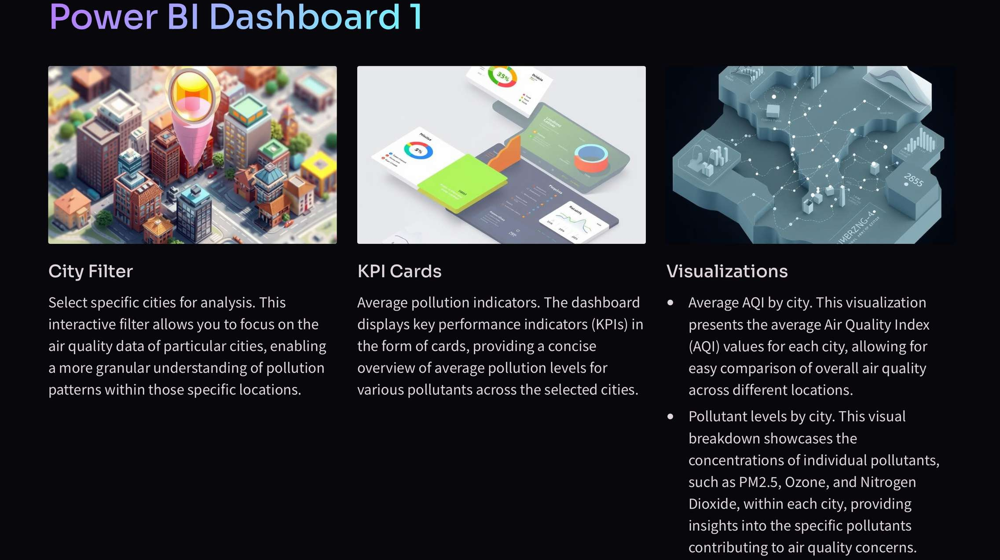 Power BI Dashboard 1
35%
5%
Recurrits
2855
City Filter
Select specific cities for analysis. This
interactive filter allows you to focus on the
air quality data of particular cities, enabling
a more granular understanding of pollution
patterns within those specific locations.
KPI Cards
Average pollution indicators. The dashboard
displays key performance indicators (KPIs) in
the form of cards, providing a concise
overview of average pollution levels for
various pollutants across the selected cities.
Visualizations
• Average AQI by city. This visualization
presents the average Air Quality Index
(AQI) values for each city, allowing for
easy comparison of overall air quality
across different locations.
• Pollutant levels by city. This visual
breakdown showcases the
concentrations of individual pollutants,
such as PM2.5, Ozone, and Nitrogen
Dioxide, within each city, providing
insights into the specific pollutants
contributing to air quality concerns.